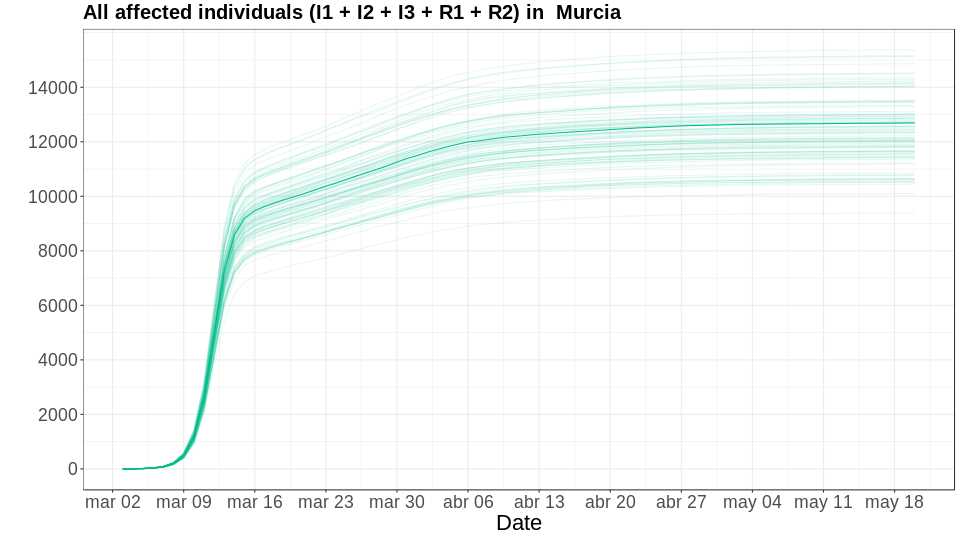 All affected individuals (I1 + I2 + I3 + R1 + R2) in  Murcia
14000
12000
10000
8000
6000
4000
2000
0
mar 02 mar 09 mar 16 mar 23 mar 30 abr 06 abr 13 abr 20 abr 27 may 04 may 11 may 18
Date